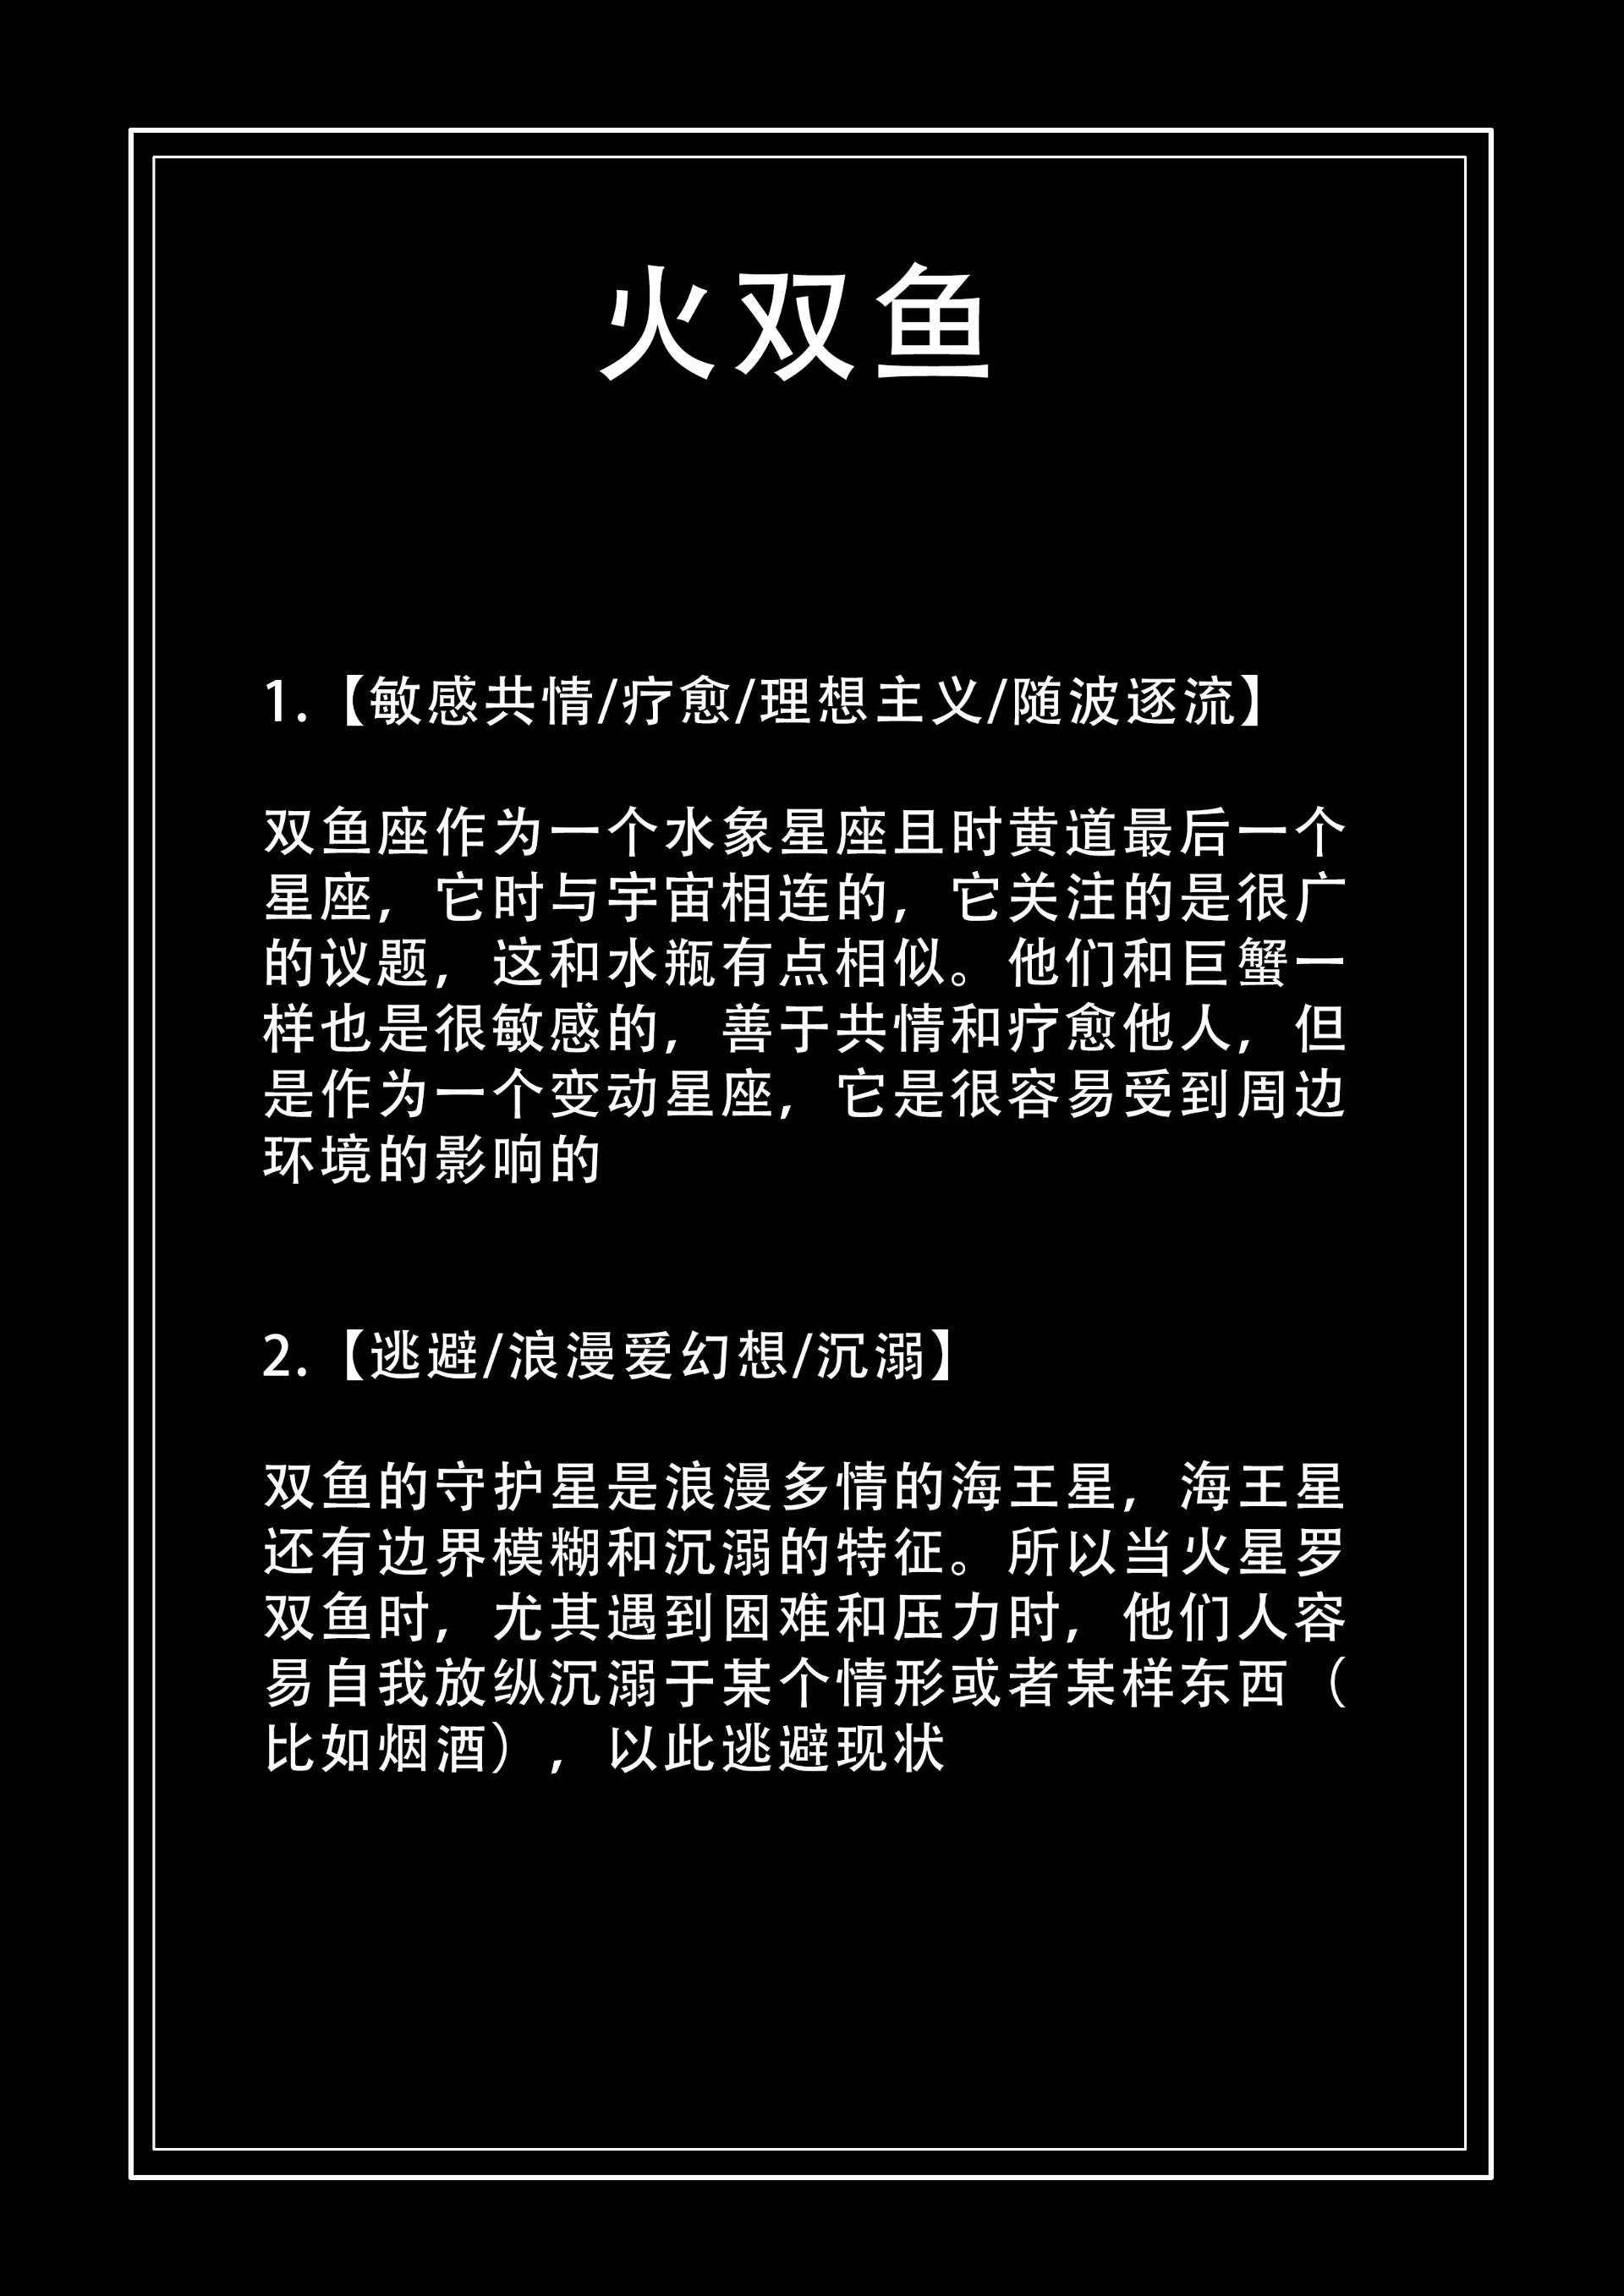 火双鱼
1.【敏感共情/疗愈/理想主义/随波逐流】
双鱼座作为一个水象星座且时黄道最后一个
星座，它时与宇宙相连的，它关注的是很广
的议题，这和水瓶有点相似。他们和巨蟹一
样也是很敏感的，善于共情和疗愈他人，但
是作为一个变动星座，它是很容易受到周边
环境的影响的
2.【逃避/浪漫爱幻想/沉溺】
双鱼的守护星是浪漫多情的海王星，海王星
还有边界模糊和沉溺的特征。所以当火星罗
双鱼时，尤其遇到困难和压力时，他们人容
易自我放纵沉溺于某个情形或者某样东西（
比如烟酒），以此逃避现状